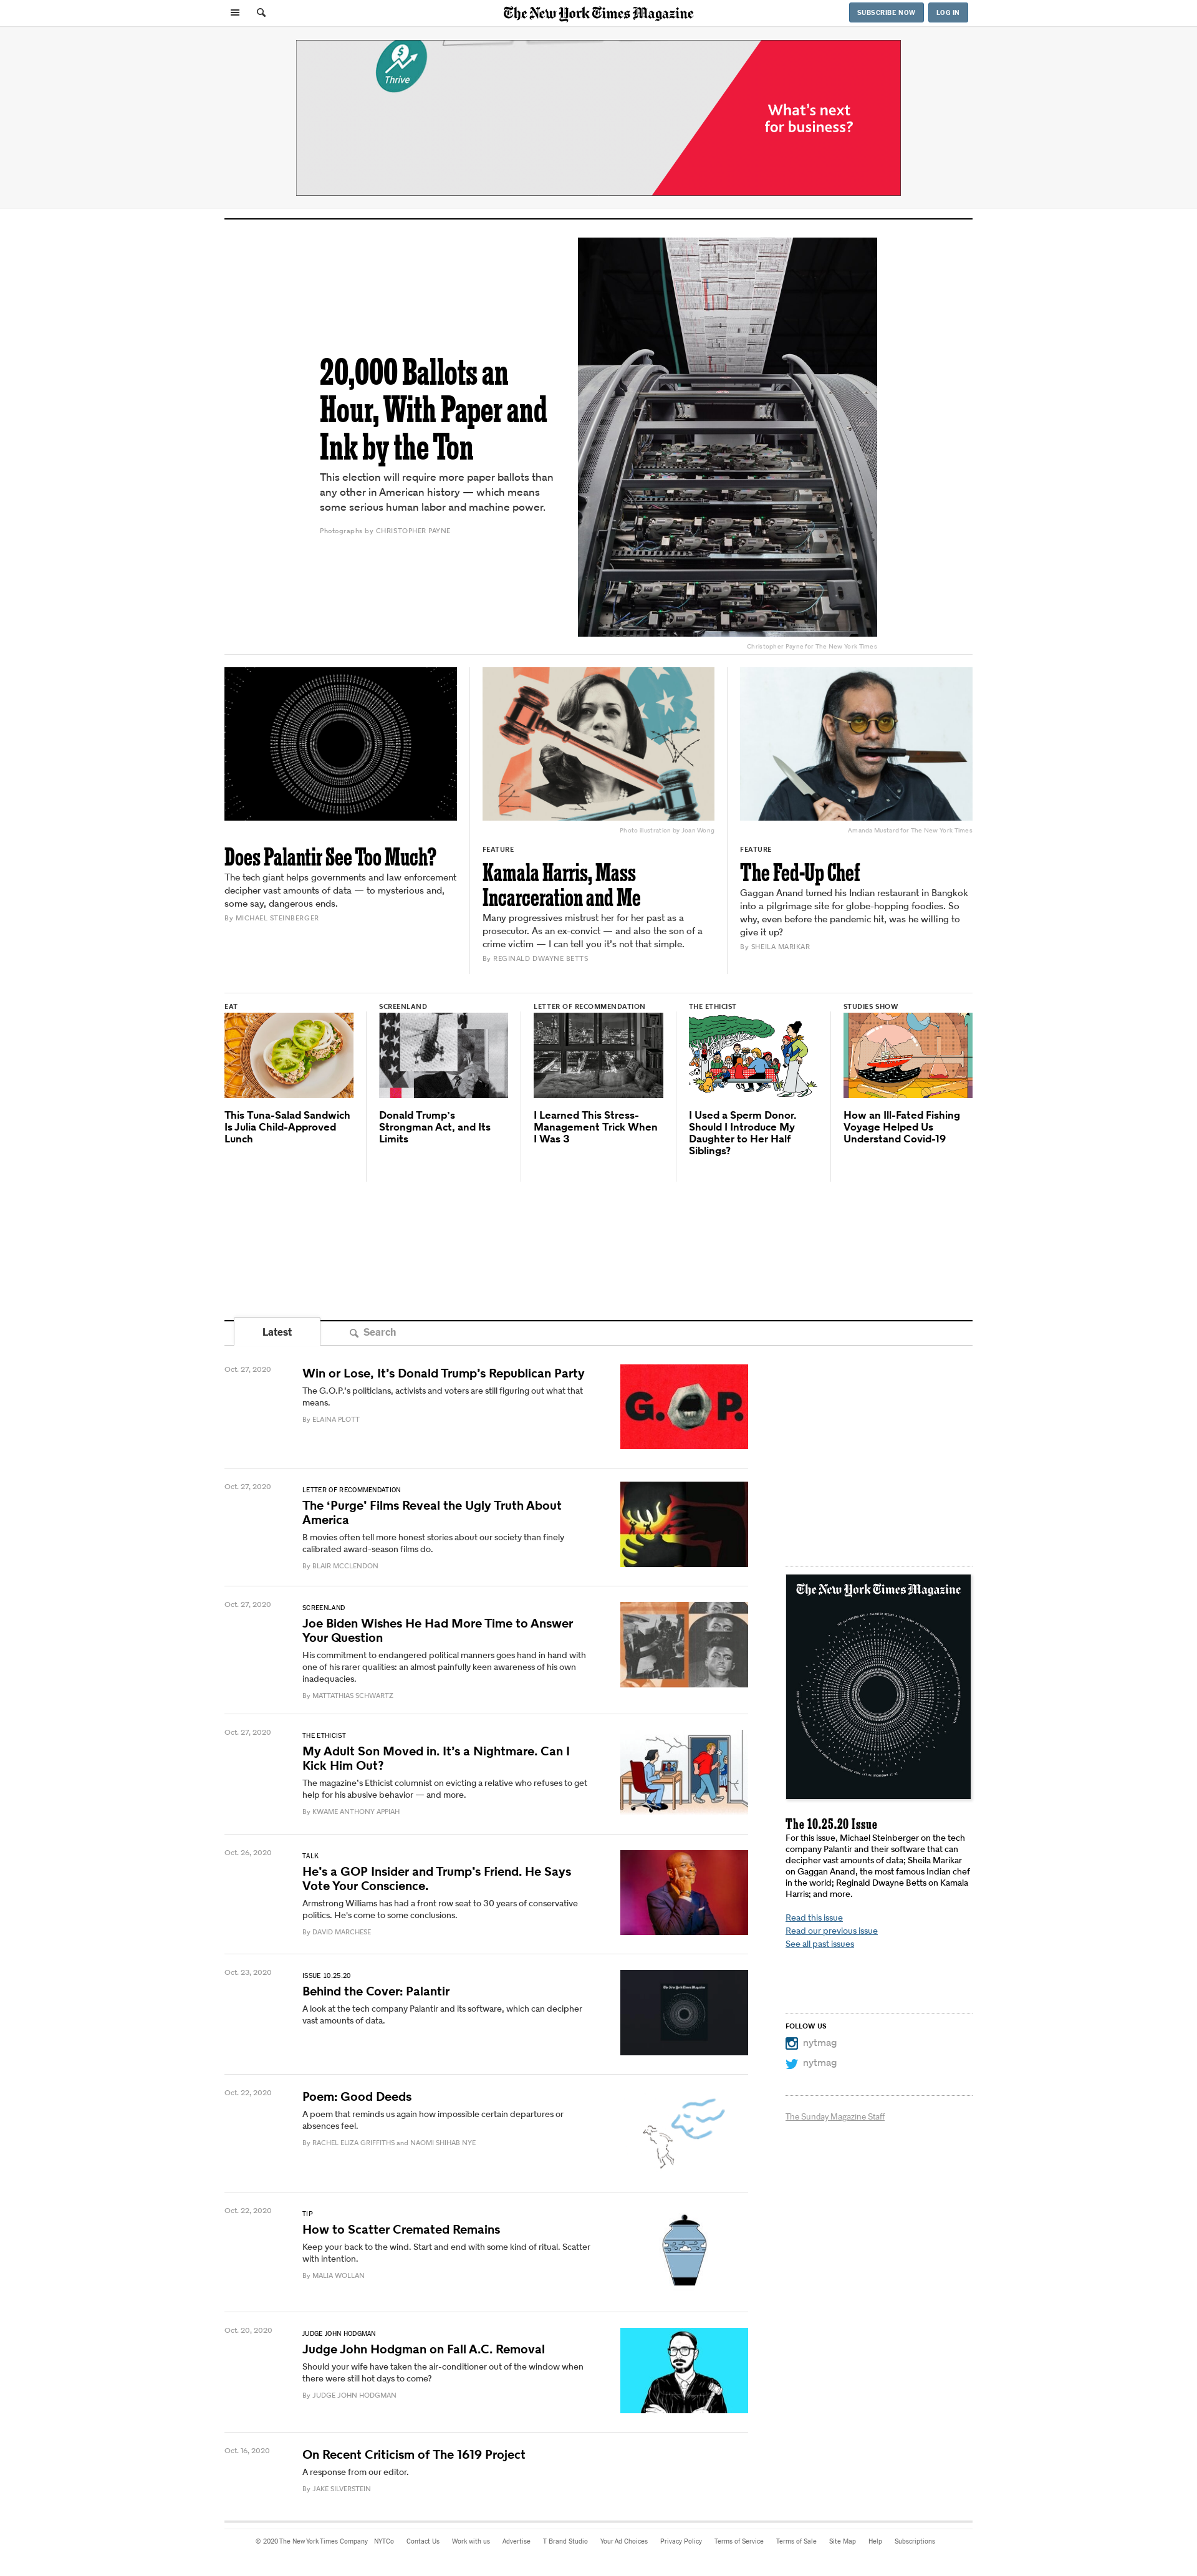 The New York Times Magazine
SUBSCRIBE NOW
LOG IN
Thrive
What's next
for business?
20,000 Ballots an
Hour, With Paper and
Ink by the Ton
This election will require more paper ballots than
any other in American history — which means
some serious human labor and machine power.
Photographs by CHRISTOPHER PAYNE
Christopher Payne for The New York Times
Does Palantir See Too Much?
The tech giant helps governments and law enforcement
decipher vast amounts of data — to mysterious and,
some say, dangerous ends.
By MICHAEL STEINBERGER
Photo illustration by Joan Wong
FEATURE
Kamala Harris, Mass
Incarceration and Me
Many progressives mistrust her for her past as a
prosecutor. As an ex-convict — and also the son of a
crime victim — I can tell you it's not that simple.
By REGINALD DWAYNE BETTS
Amanda Mustard for The New York Times
FEATURE
The Fed-Up Chef
Gaggan Anand turned his Indian restaurant in Bangkok
into a pilgrimage site for globe-hopping foodies. So
why, even before the pandemic hit, was he willing to
give it up?
By SHEILA MARIKAR
EAT
This Tuna-Salad Sandwich
Is Julia Child-Approved
Lunch
SCREENLAND
Donald Trump's
Strongman Act, and Its
Limits
LETTER OF RECOMMENDATION
I Learned This Stress-
Management Trick When
I Was 3
THE ETHICIST
I Used a Sperm Donor.
Should I Introduce My
Daughter to Her Half
Siblings?
STUDIES SHOW
How an Ill-Fated Fishing
Voyage Helped Us
Understand Covid-19
Latest
Search
Oct. 27, 2020
Win or Lose, It's Donald Trump's Republican Party
The G.O.P.'s politicians, activists and voters are still figuring out what that
means.
By ELAINA PLOTT
G.O.P.
Oct. 27, 2020
LETTER OF RECOMMENDATION
The ‘Purge’ Films Reveal the Ugly Truth About
America
B movies often tell more honest stories about our society than finely
calibrated award-season films do.
By BLAIR MCCLENDON
Oct. 27, 2020
SCREENLAND
Joe Biden Wishes He Had More Time to Answer
Your Question
His commitment to endangered political manners goes hand in hand with
one of his rarer qualities: an almost painfully keen awareness of his own
inadequacies.
By MATTATHIAS SCHWARTZ
Oct. 27, 2020
THE ETHICIST
My Adult Son Moved in. It's a Nightmare. Can I
Kick Him Out?
The magazine's Ethicist columnist on evicting a relative who refuses to get
help for his abusive behavior — and more.
By KWAME ANTHONY APPIAH
Oct. 26, 2020
TALK
He's a GOP Insider and Trump's Friend. He Says
Vote Your Conscience.
Armstrong Williams has had a front row seat to 30 years of conservative
politics. He's come to some conclusions.
By DAVID MARCHESE
Oct. 23, 2020
ISSUE 10.25.20
Behind the Cover: Palantir
A look at the tech company Palantir and its software, which can decipher
vast amounts of data.
The New York Times Magazine
Oct. 22, 2020
Poem: Good Deeds
A poem that reminds us again how impossible certain departures or
absences feel.
By RACHEL ELIZA GRIFFITHS and NAOMI SHIHAB NYE
Oct. 22, 2020
TIP
How to Scatter Cremated Remains
Keep your back to the wind. Start and end with some kind of ritual. Scatter
with intention.
By MALIA WOLLAN
Oct. 20, 2020
JUDGE JOHN HODGMAN
Judge John Hodgman on Fall A.C. Removal
Should your wife have taken the air-conditioner out of the window when
there were still hot days to come?
By JUDGE JOHN HODGMAN
Oct. 16, 2020
On Recent Criticism of The 1619 Project
A response from our editor.
By JAKE SILVERSTEIN
The New York Times Magazine
The 10.25.20 Issue
For this issue, Michael Steinberger on the tech
company Palantir and their software that can
decipher vast amounts of data; Sheila Marikar
on Gaggan Anand, the most famous Indian chef
in the world; Reginald Dwayne Betts on Kamala
Harris; and more.
Read this issue
Read our previous issue
See all past issues
FOLLOW US
nytmag
nytmag
The Sunday Magazine Staff
© 2020 The New York Times Company NYTCo Contact Us Work with us Advertise T Brand Studio Your Ad Choices Privacy Policy Terms of Service Terms of Sale Site Map Help Subscriptions